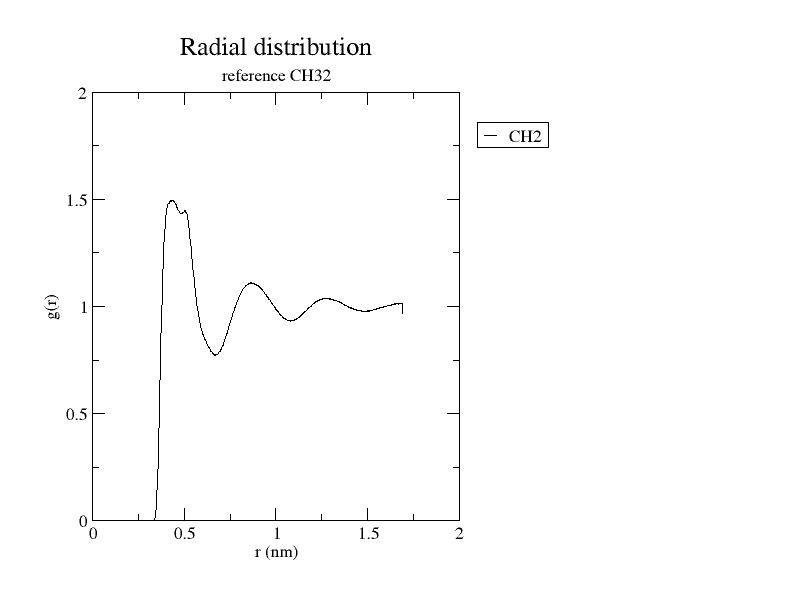 Radial distribution
reference CH32
2
CH2
1.5
g(r)
1
0.5
0
0 0.5 1 1.5 2
r (nm)